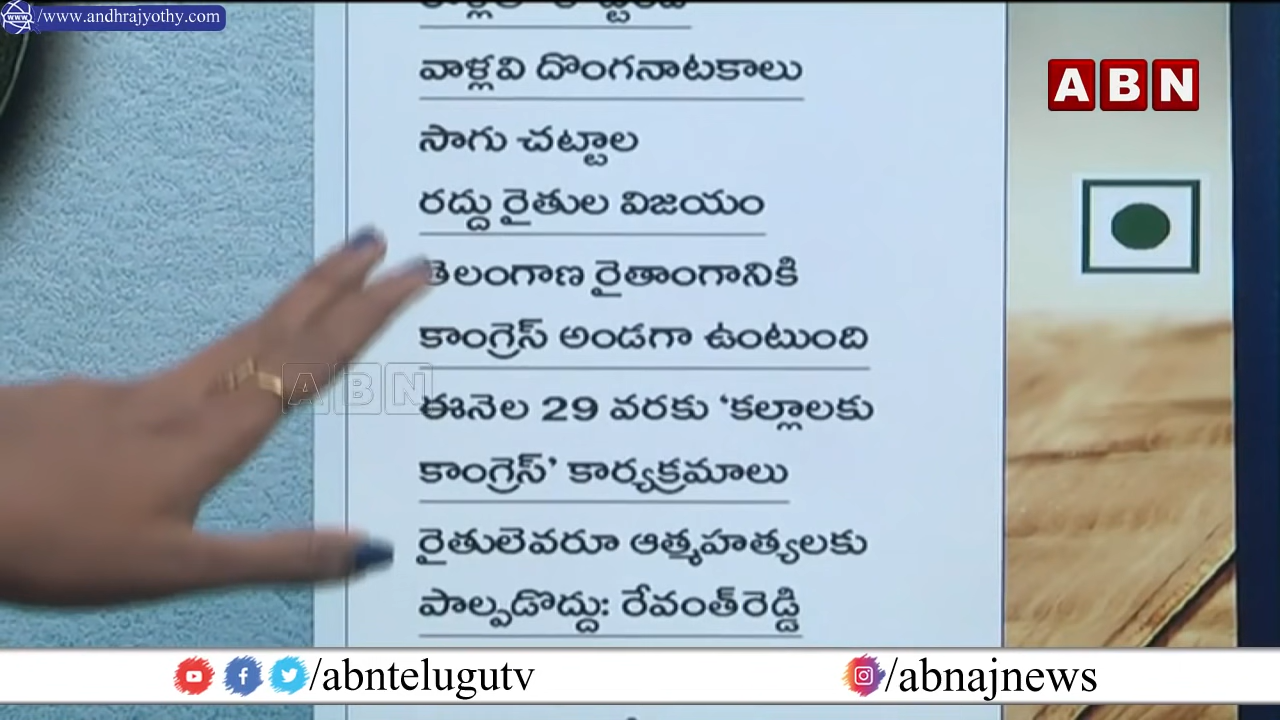 www.andhrajyothy.com
వాళ్లవి దొంగనాటకాలు
సాగు చట్టాల
రద్దు రైతుల విజయం
తెలంగాణ రైతాంగానికి
కాంగ్రెస్ అండగా ఉంటుంది
ఈనెల 29 వరకు ‘కల్లాలకు
కాంగ్రెస్’ కార్యక్రమాలు
రైతులెవరూ ఆత్మహత్యలకు
పాల్పడొద్దు: రేవంత్‌రెడ్డి
ABN
ABN
/abntelugutv
/abnajnews